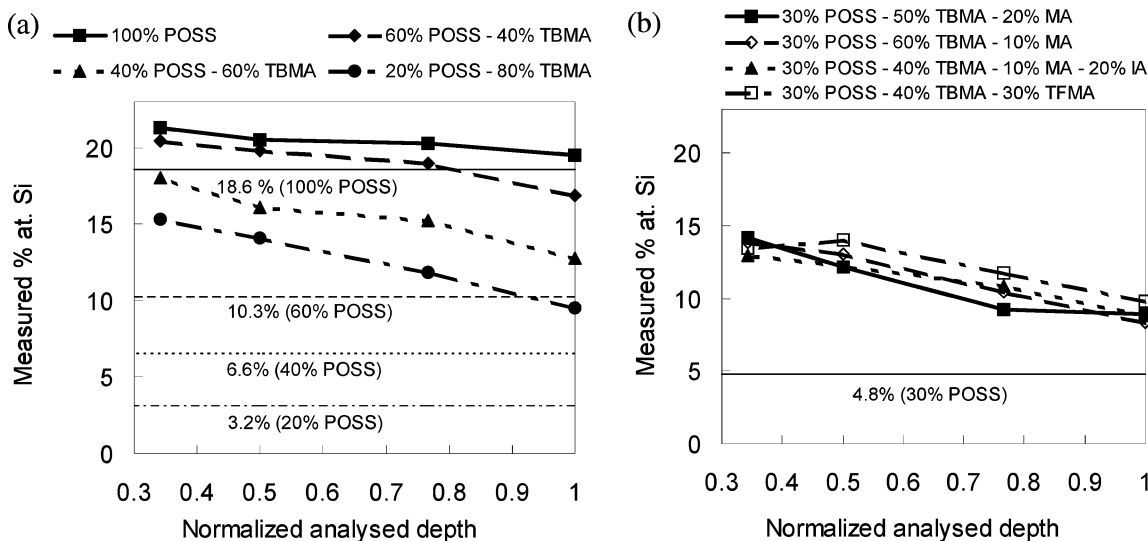 (a)
100% POSS
60% POSS - 40% TBMA
40% POSS - 60% TBMA
20% POSS - 80% TBMA
Measured % at. Si
20
15
10
5
0
18.6 % (100% POSS)
10.3% (60% POSS)
6.6% (40% POSS)
3.2% (20% POSS)
0.3 0.4 0.5 0.6 0.7 0.8 0.9 1
Normalized analysed depth
(b)
30% POSS - 50% TBMA - 20% MA
30% POSS - 60% TBMA - 10% MA
30% POSS - 40% TBMA - 10% MA - 20% IA
30% POSS - 40% TBMA - 30% TFMA
Measured % at. Si
20
15
10
5
0
4.8% (30% POSS)
0.3 0.4 0.5 0.6 0.7 0.8 0.9 1
Normalized analysed depth